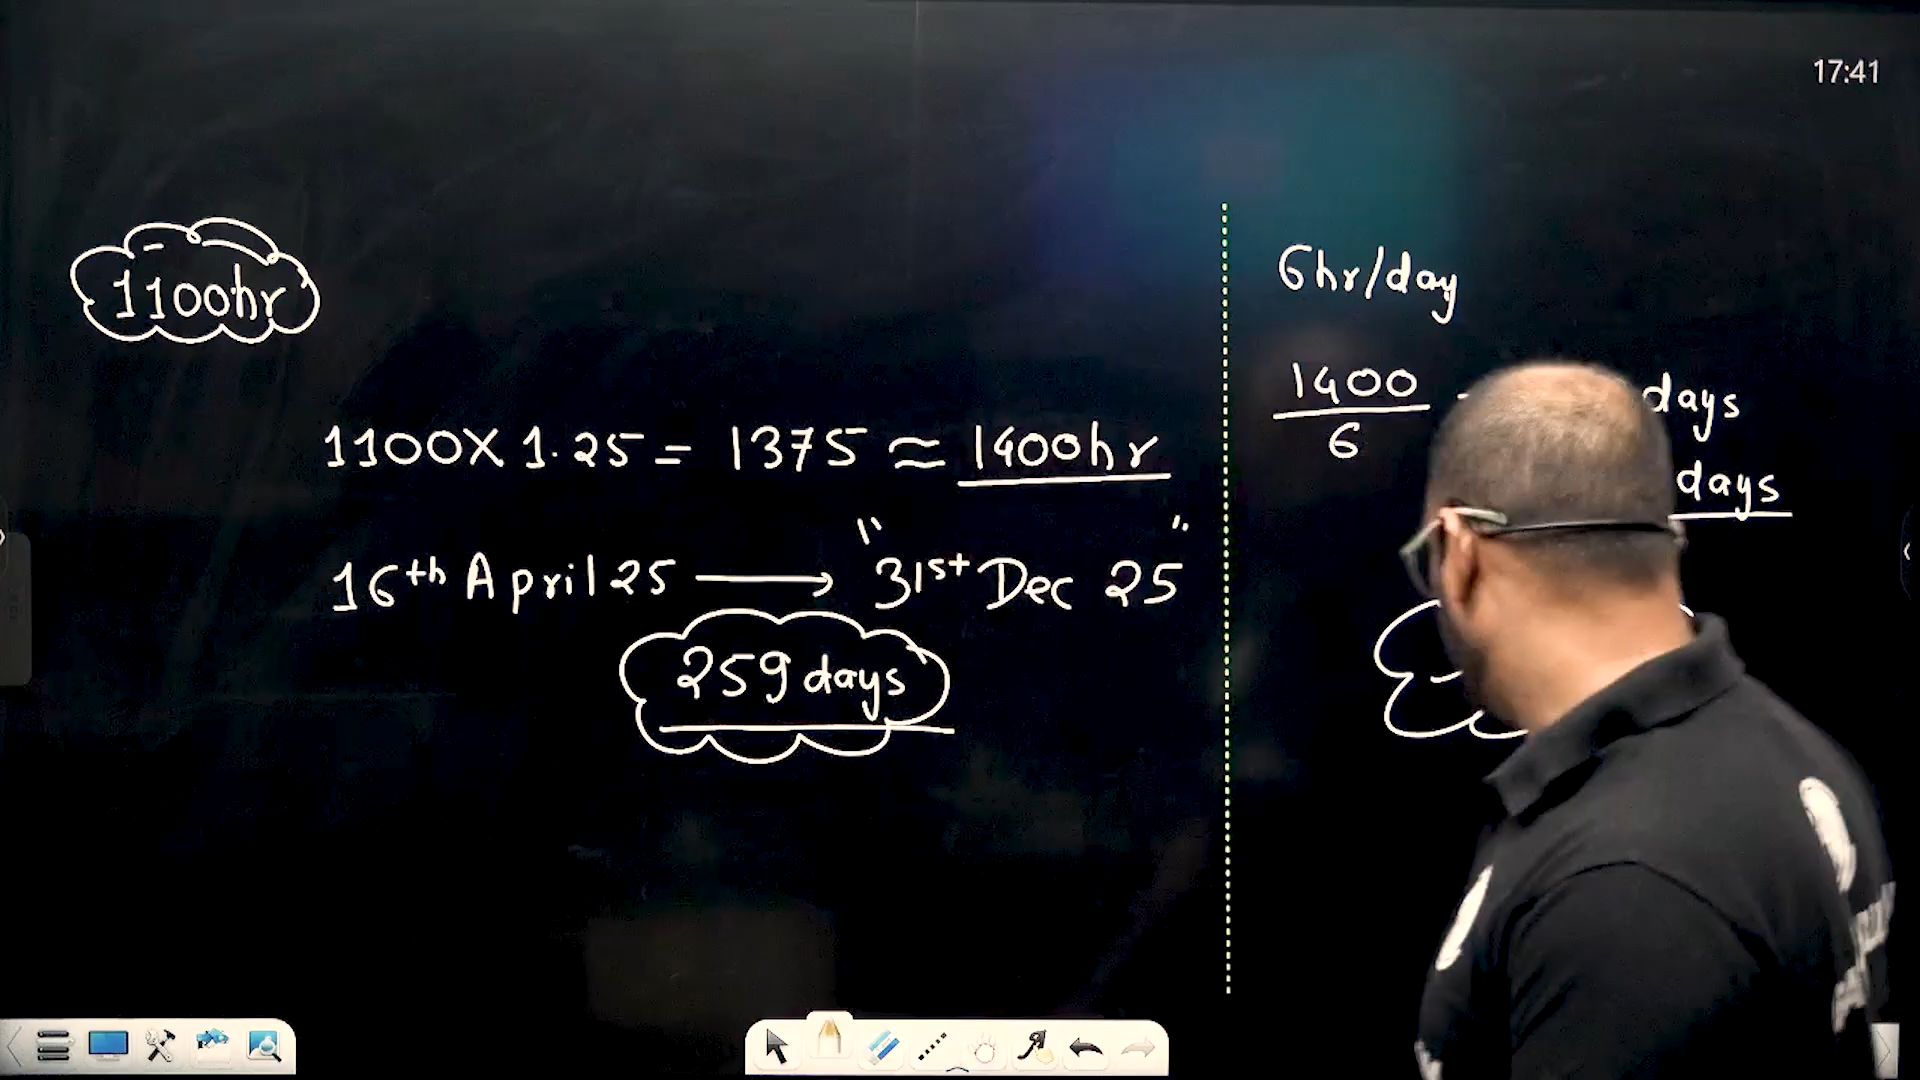 17:41
1100hr
1100X 1.25 = 1375 ≈ 1400hr
16th April 25 ⟶ "31st Dec 25"
259 days
6hr/day
1400
6
days
days